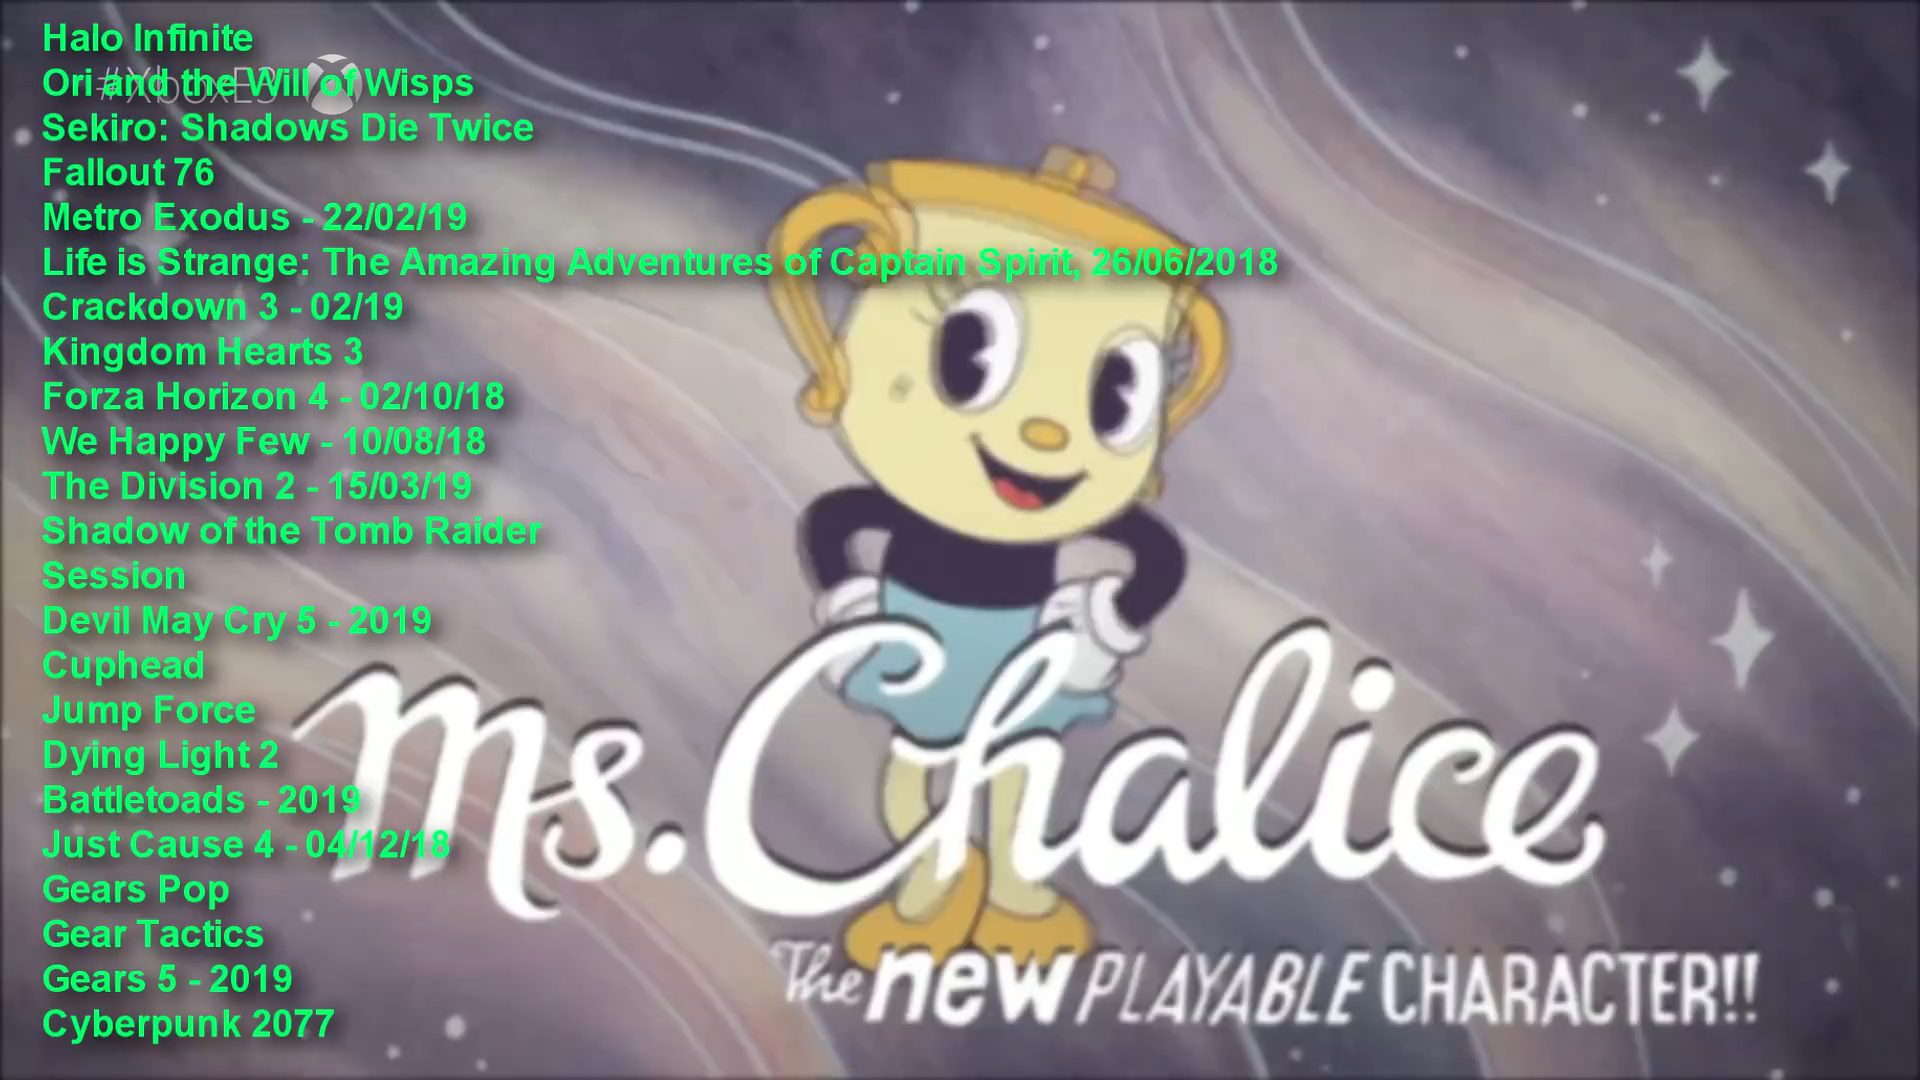 Halo Infinite
#XboxE3
Ori and the Will of Wisps
Sekiro: Shadows Die Twice
Fallout 76
Metro Exodus - 22/02/19
Life is Strange: The Amazing Adventures of Captain Spirit, 26/06/2018
Crackdown 3 - 02/19
Kingdom Hearts 3
Forza Horizon 4 - 02/10/18
We Happy Few - 10/08/18
The Division 2 - 15/03/19
Shadow of the Tomb Raider
Session
Devil May Cry 5 - 2019
Cuphead
Jump Force
Dying Light 2
Battletoads - 2019
Just Cause 4 - 04/12/18
Gears Pop
Gear Tactics
Gears 5 - 2019
Cyberpunk 2077
Ms. Chalice
The new PLAYABLE CHARACTER!!